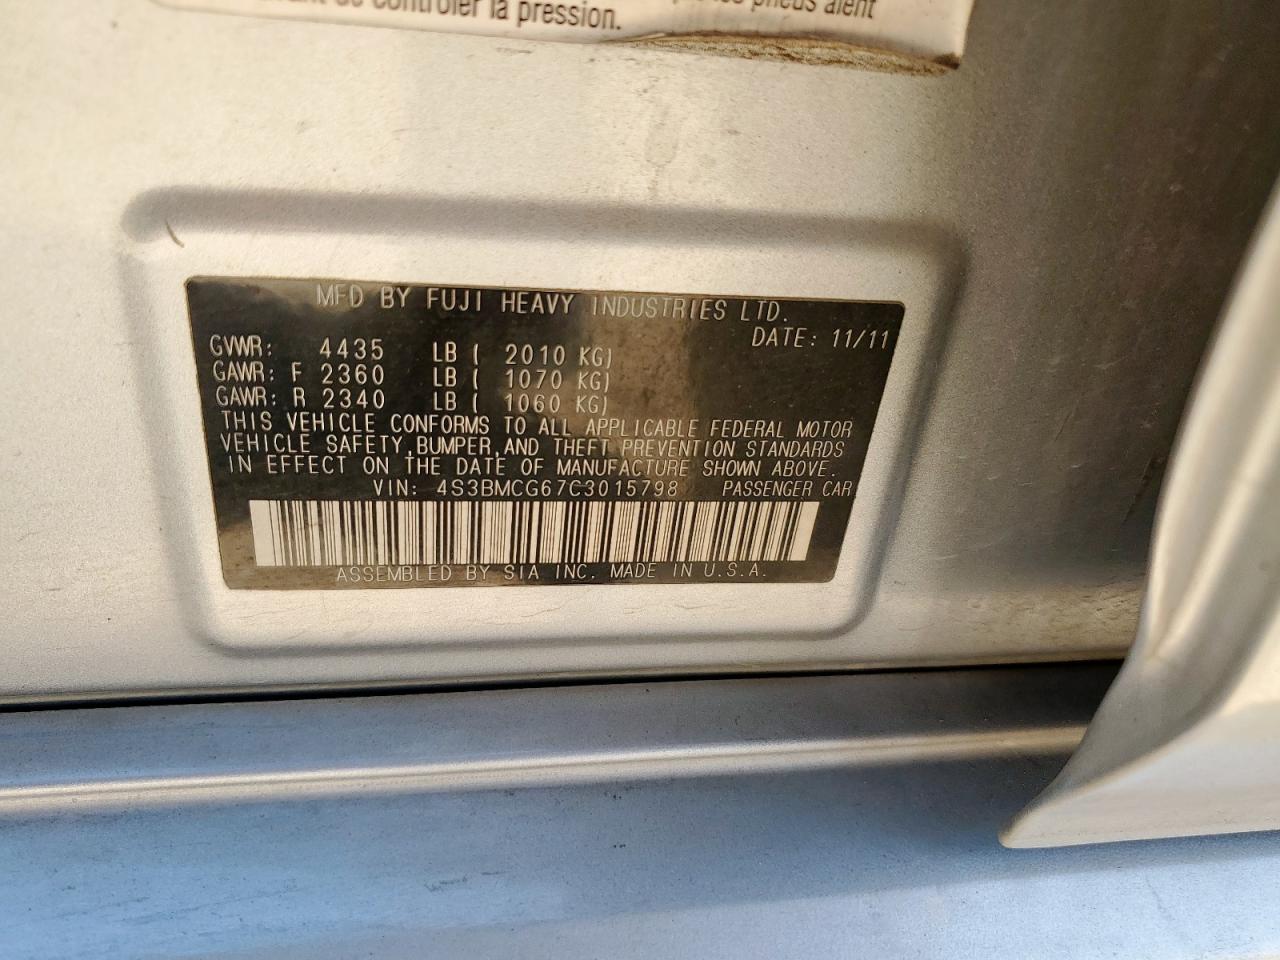 de contrôler la pression.
pneus aient
MFD BY FUJI HEAVY INDUSTRIES LTD.
DATE: 11/11
GVWR: 4435 LB ( 2010 KG)
GAWR: F 2360 LB ( 1070 KG)
GAWR: R 2340 LB ( 1060 KG)
THIS VEHICLE CONFORMS TO ALL APPLICABLE FEDERAL MOTOR
VEHICLE SAFETY,BUMPER,AND THEFT PREVENTION STANDARDS
IN EFFECT ON THE DATE OF MANUFACTURE SHOWN ABOVE.
VIN: 4S3BMCG67C3015798 PASSENGER CAR
ASSEMBLED BY SIA INC. MADE IN U.S.A.